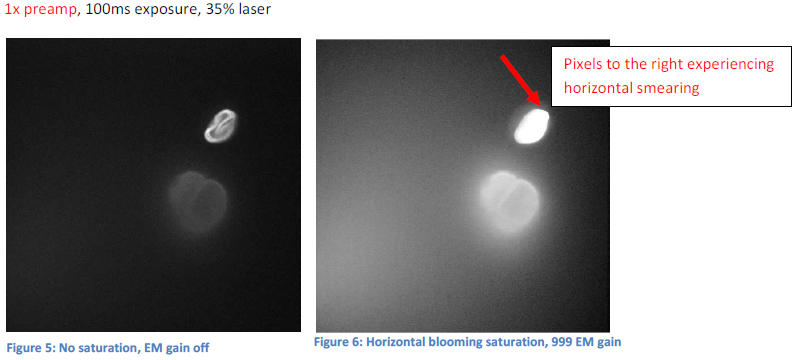 1x preamp, 100ms exposure, 35% laser
Pixels to the right experiencing
horizontal smearing
Figure 5: No saturation, EM gain off
Figure 6: Horizontal blooming saturation, 999 EM gain